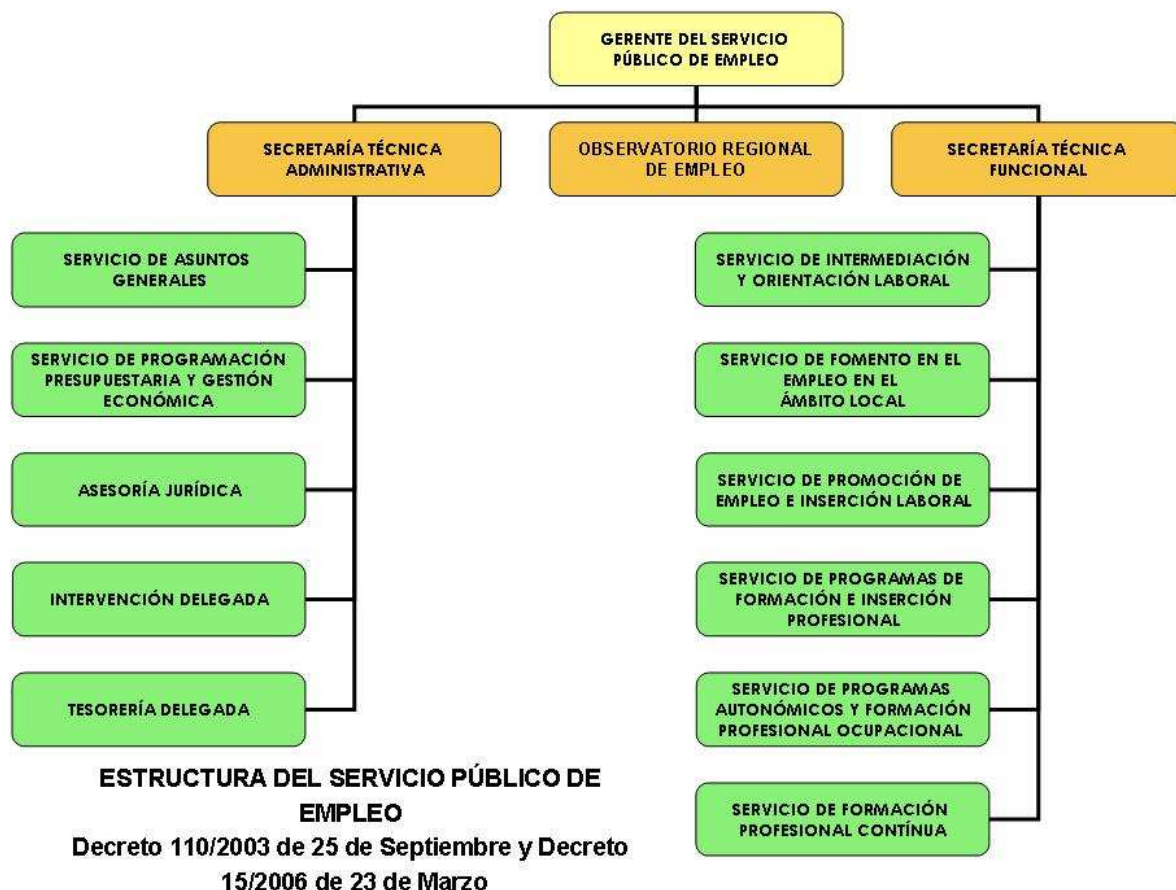 GERENTE DEL SERVICIO
PÚBLICO DE EMPLEO
SECRETARÍA TÉCNICA
ADMINISTRATIVA
OBSERVATORIO REGIONAL
DE EMPLEO
SECRETARÍA TÉCNICA
FUNCIONAL
SERVICIO DE ASUNTOS
GENERALES
SERVICIO DE PROGRAMACIÓN
PRESUPUESTARIA Y GESTIÓN
ECONÓMICA
ASESORÍA JURÍDICA
INTERVENCIÓN DELEGADA
TESORERÍA DELEGADA
SERVICIO DE INTERMEDIACIÓN
Y ORIENTACIÓN LABORAL
SERVICIO DE FOMENTO EN EL
EMPLEO EN EL
ÁMBITO LOCAL
SERVICIO DE PROMOCIÓN DE
EMPLEO E INSERCIÓN LABORAL
SERVICIO DE PROGRAMAS DE
FORMACIÓN E INSERCIÓN
PROFESIONAL
SERVICIO DE PROGRAMAS
AUTONÓMICOS Y FORMACIÓN
PROFESIONAL OCUPACIONAL
SERVICIO DE FORMACIÓN
PROFESIONAL CONTÍNUA
ESTRUCTURA DEL SERVICIO PÚBLICO DE
EMPLEO
Decreto 110/2003 de 25 de Septiembre y Decreto
15/2006 de 23 de Marzo